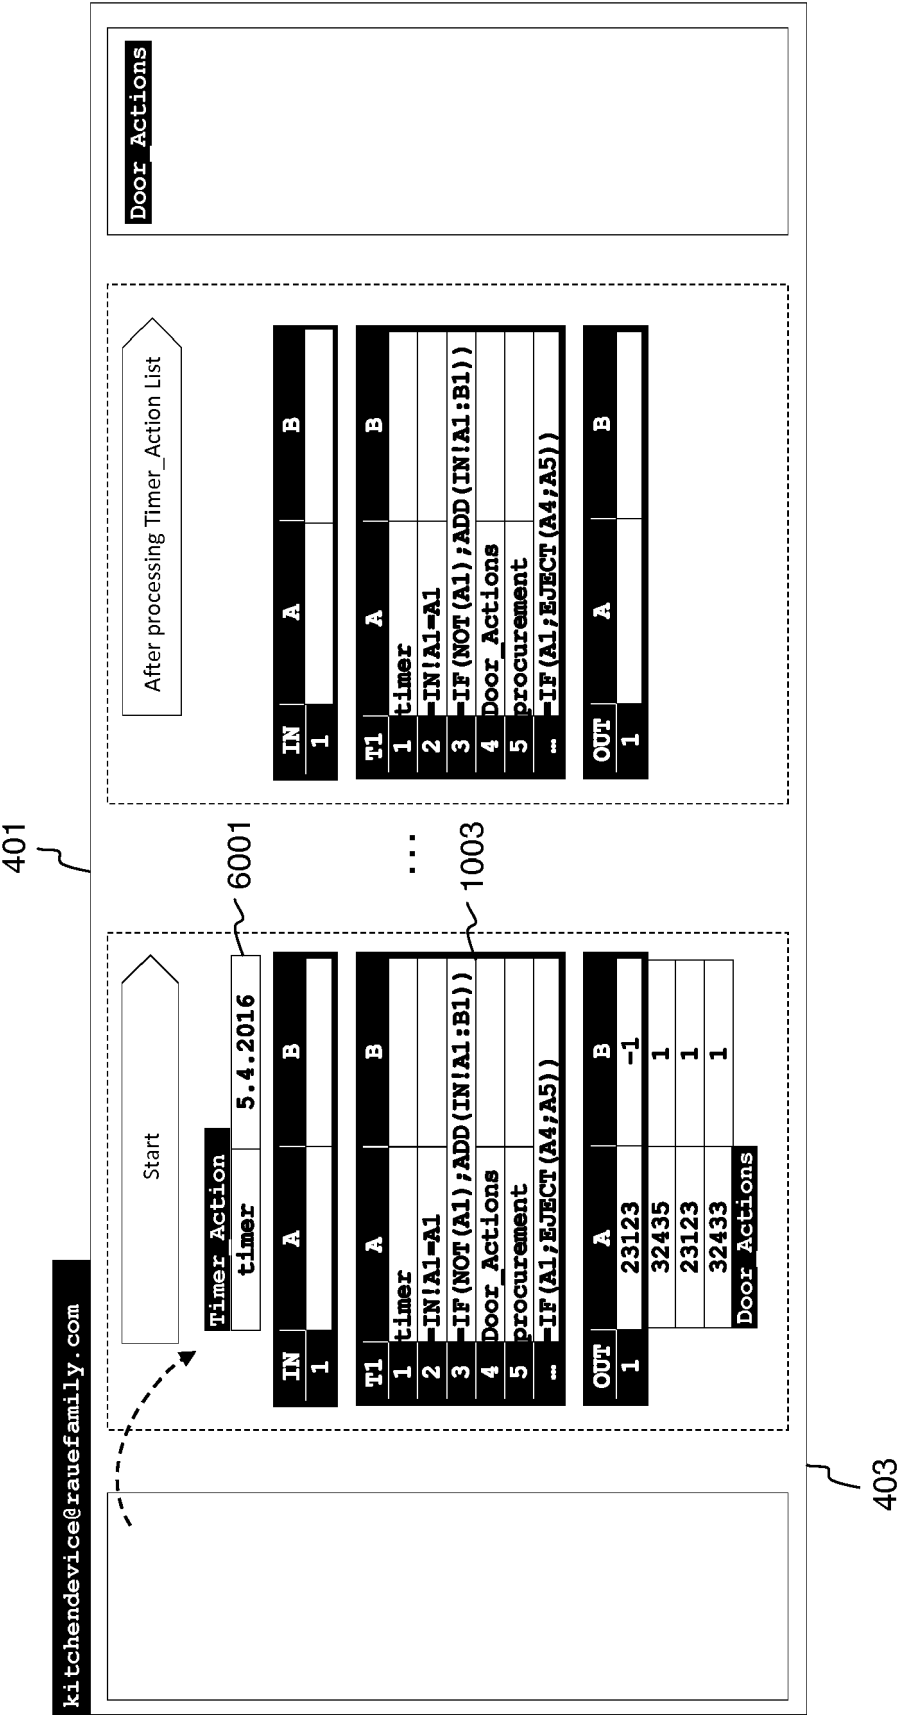 kitchendevice@rauefamily.com
401
Start
Timer_Action
timer 5.4.2016
6001
IN A B
1
T1 A B
1 timer
2 =IN!A1=A1
3 =IF(NOT(A1);ADD(IN!A1:B1))
4 Door_Actions
5 procurement
… =IF(A1;EJECT(A4;A5))
1003
OUT A B
1 23123 -1
32435 1
23123 1
32433 1
Door_Actions
...
After processing Timer_Action List
IN A B
1
T1 A B
1 timer
2 =IN!A1=A1
3 =IF(NOT(A1);ADD(IN!A1:B1))
4 Door_Actions
5 procurement
… =IF(A1;EJECT(A4;A5))
OUT A B
1
Door_Actions
403